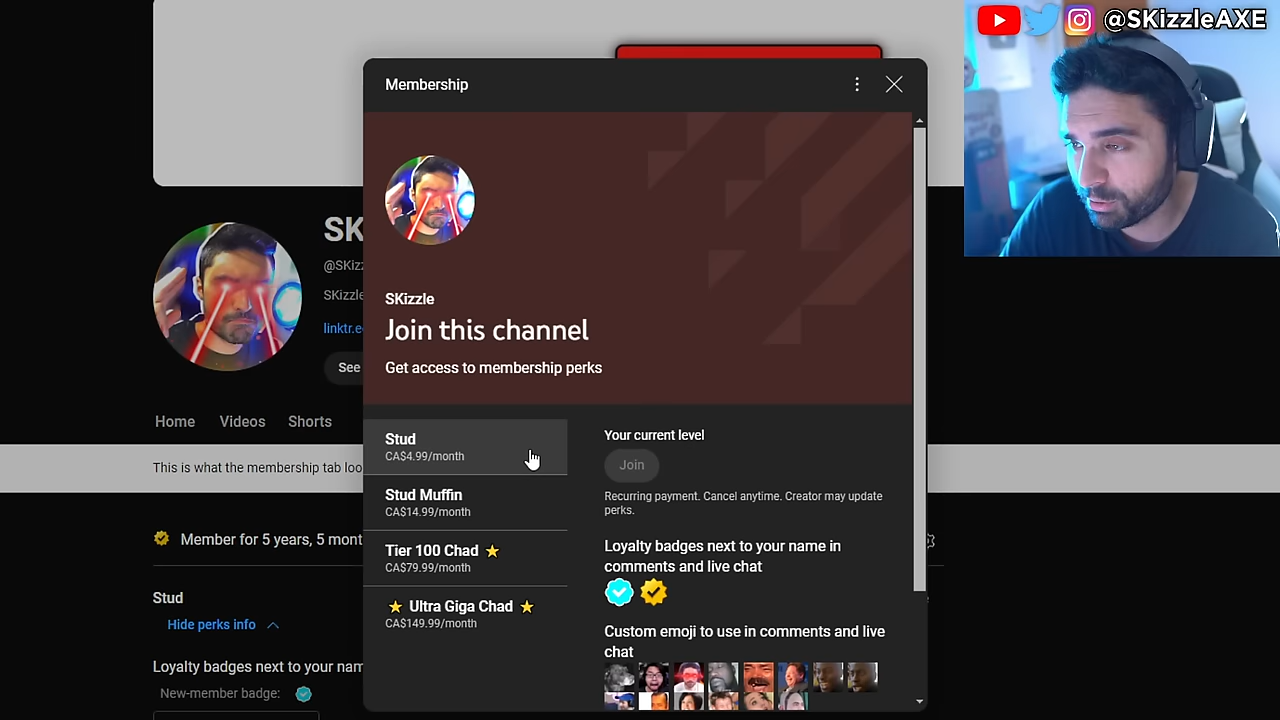 @SKizzleAXE
Membership
SK
@SKizz
SKizzle
linktr.e
See
Home Videos Shorts
This is what the membership tab loo
Member for 5 years, 5 mont
Stud
Hide perks info
Loyalty badges next to your nam
New-member badge:
SKizzle
Join this channel
Get access to membership perks
Stud
CA$4.99/month
Stud Muffin
CA$14.99/month
Tier 100 Chad
CA$79.99/month
Ultra Giga Chad
CA$149.99/month
Your current level
Join
Recurring payment. Cancel anytime. Creator may update
perks.
Loyalty badges next to your name in
comments and live chat
Custom emoji to use in comments and live
chat